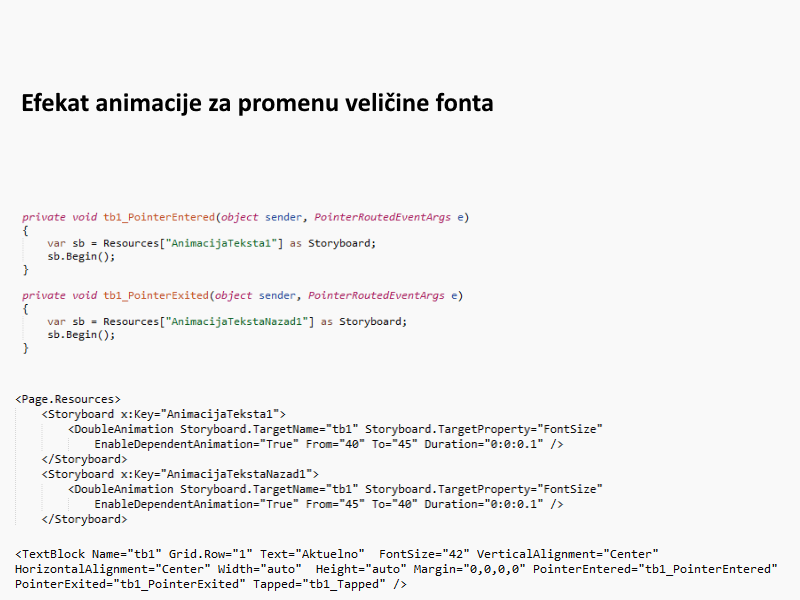 Efekat animacije za promenu veličine fonta
private void tb1_PointerEntered(object sender, PointerRoutedEventArgs e)
{
var sb = Resources["AnimacijaTeksta1"] as Storyboard;
sb.Begin();
}
private void tb1_PointerExited(object sender, PointerRoutedEventArgs e)
{
var sb = Resources["AnimacijaTekstaNazad1"] as Storyboard;
sb.Begin();
}
<Page.Resources>
<Storyboard x:Key="AnimacijaTeksta1">
<DoubleAnimation Storyboard.TargetName="tb1" Storyboard.TargetProperty="FontSize"
EnableDependentAnimation="True" From="40" To="45" Duration="0:0:0.1" />
</Storyboard>
<Storyboard x:Key="AnimacijaTekstaNazad1">
<DoubleAnimation Storyboard.TargetName="tb1" Storyboard.TargetProperty="FontSize"
EnableDependentAnimation="True" From="45" To="40" Duration="0:0:0.1" />
</Storyboard>
<TextBlock Name="tb1" Grid.Row="1" Text="Aktuelno"  FontSize="42" VerticalAlignment="Center"
HorizontalAlignment="Center" Width="auto"  Height="auto" Margin="0,0,0,0" PointerEntered="tb1_PointerEntered"
PointerExited="tb1_PointerExited" Tapped="tb1_Tapped" />